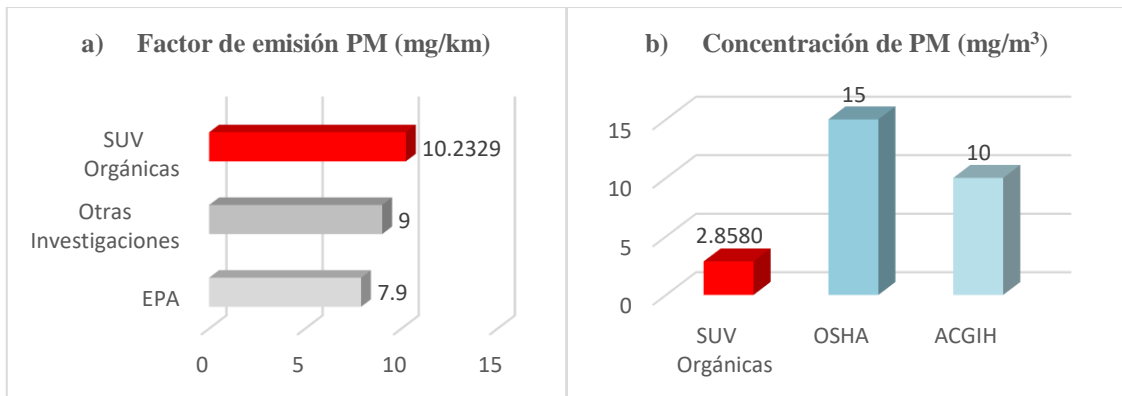 a) Factor de emisión PM (mg/km)
SUV
Orgánicas
10.2329
Otras
Investigaciones
9
EPA
7.9
0 5 10 15
b) Concentración de PM (mg/m³)
15
10
5
0
2.8580
15
10
SUV
Orgánicas
OSHA
ACGIH